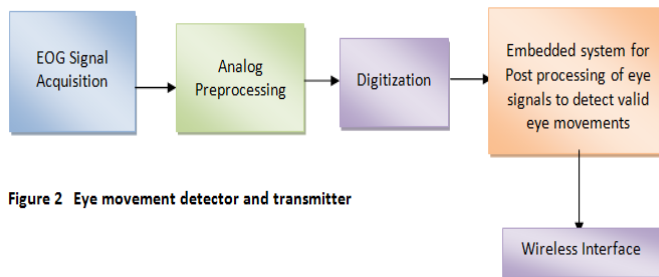 EOG Signal
Acquisition
Analog
Preprocessing
Digitization
Embedded system for
Post processing of eye
signals to detect valid
eye movements
Figure 2 Eye movement detector and transmitter
Wireless Interface